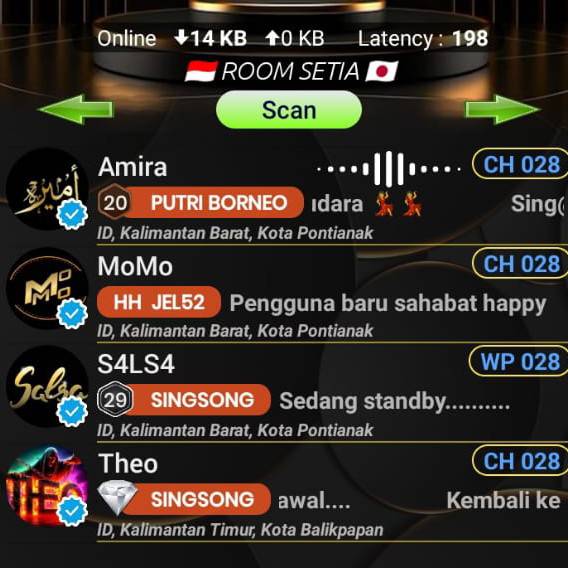 Online ↓14 KB ↑0 KB Latency : 198
ROOM SETIA
Scan
أميرة
Amira
CH 028
20 PUTRI BORNEO
ID, Kalimantan Barat, Kota Pontianak
MoMo
CH 028
HH JEL52 Pengguna baru sahabat happy
ID, Kalimantan Barat, Kota Pontianak
Salsa
S4LS4
WP 028
29 SINGSONG Sedang standby..........
ID, Kalimantan Barat, Kota Pontianak
THEO
Theo
CH 028
SINGSONG awal.... Kembali ke
ID, Kalimantan Timur, Kota Balikpapan